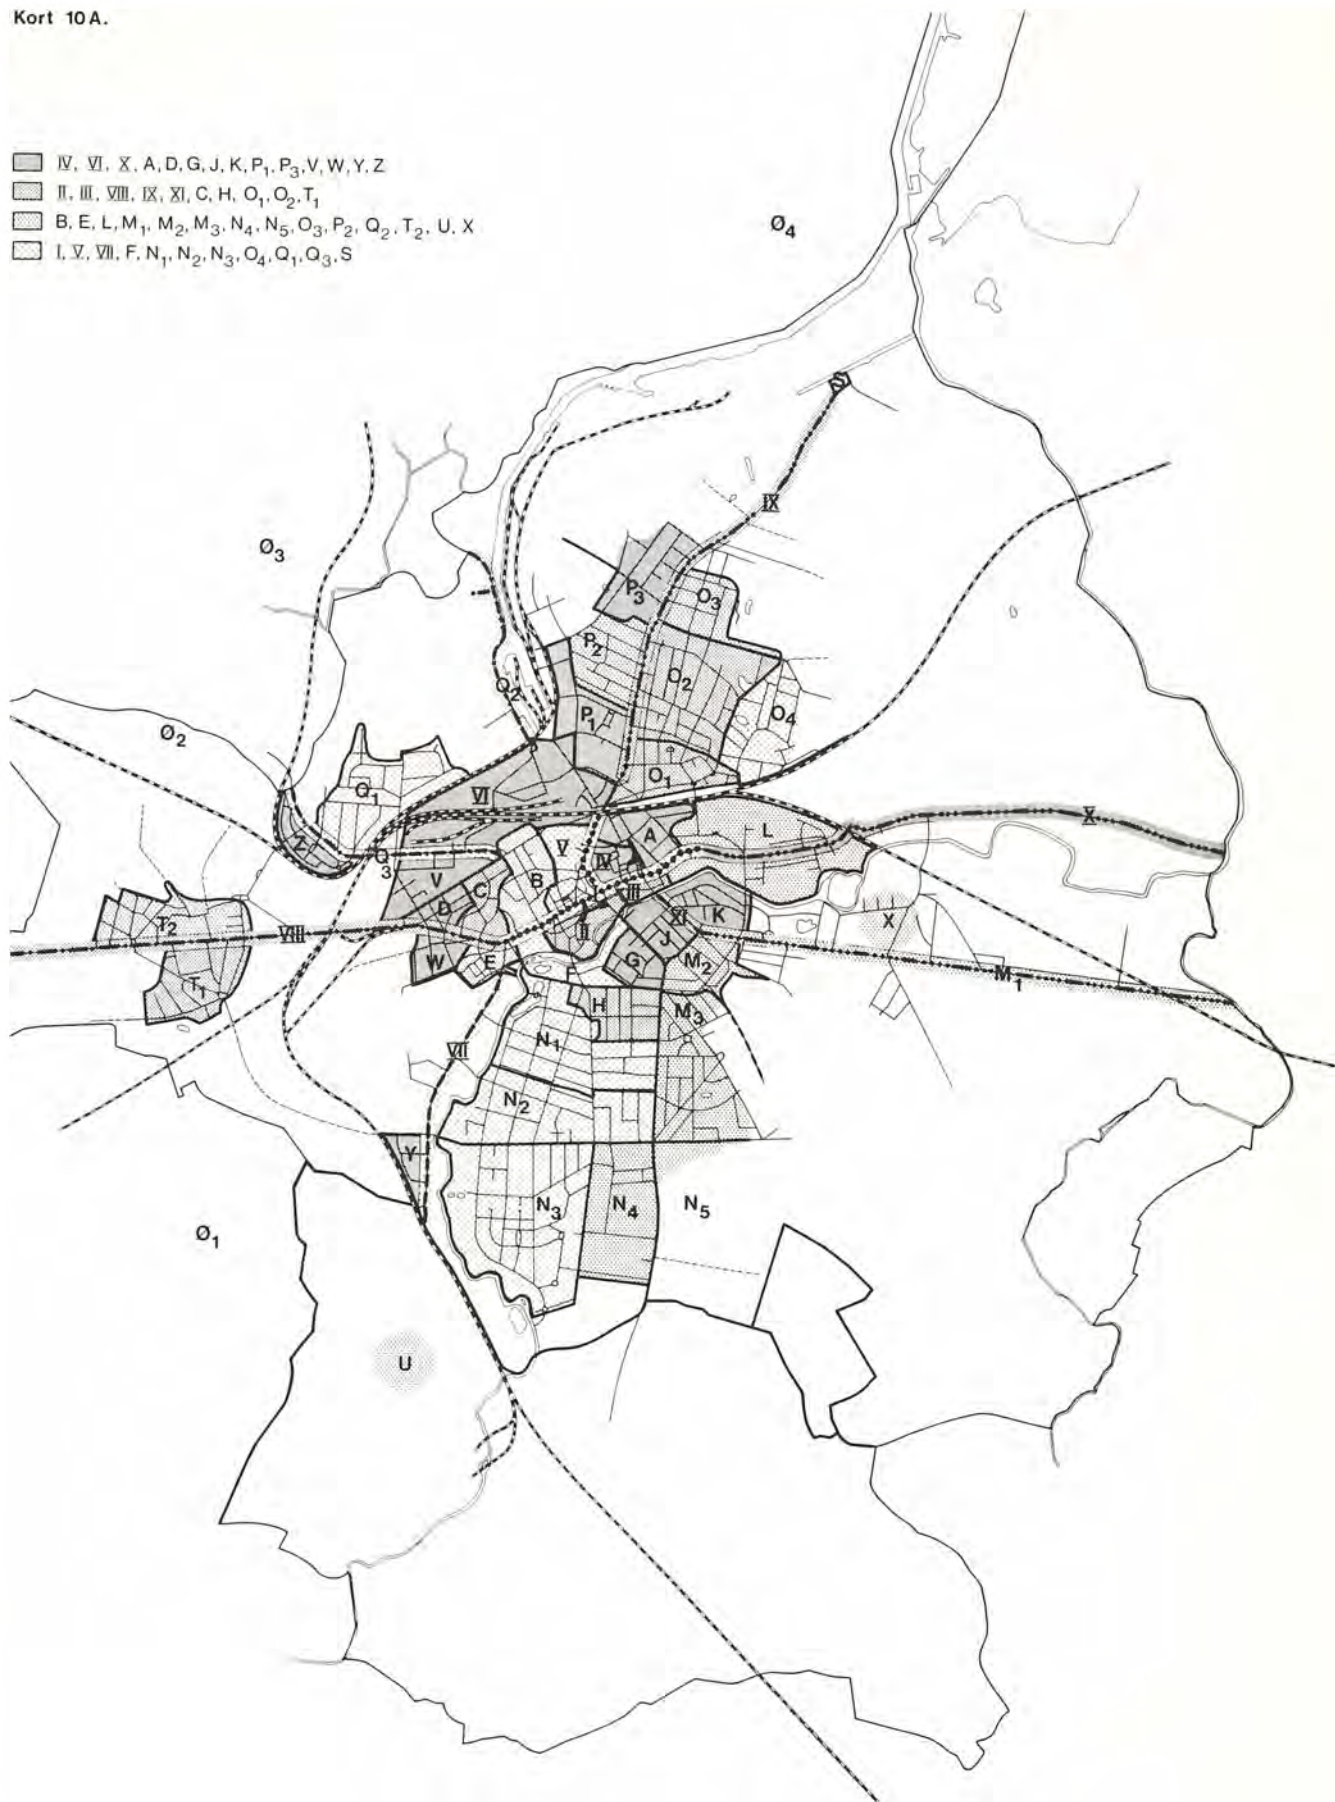 Kort 10 A.
IV, VI, X, A, D, G, J, K, P₁, P₃, V, W, Y, Z
II, III, VIII, IX, XI, C, H, O₁, O₂, T₁
B, E, L, M₁, M₂, M₃, N₄, N₅, O₃, P₂, Q₂, T₂, U, X
I, V, VII, F, N₁, N₂, N₃, O₄, Q₁, Q₃, S
Ø₄
S
IX
Ø₃
P₃
O₃
P₂
O₂
Q₂
P₁
O₄
Ø₂
O₁
Q₁
VI
X
Z
Q₃
V
A
L
IV
V
B
C
I
III
D
K
XI
X
T₂
VIII
II
J
W
E
G
M₂
F
T₁
M₁
H
M₃
N₁
VII
N₂
Y
N₃
N₄
N₅
Ø₁
U